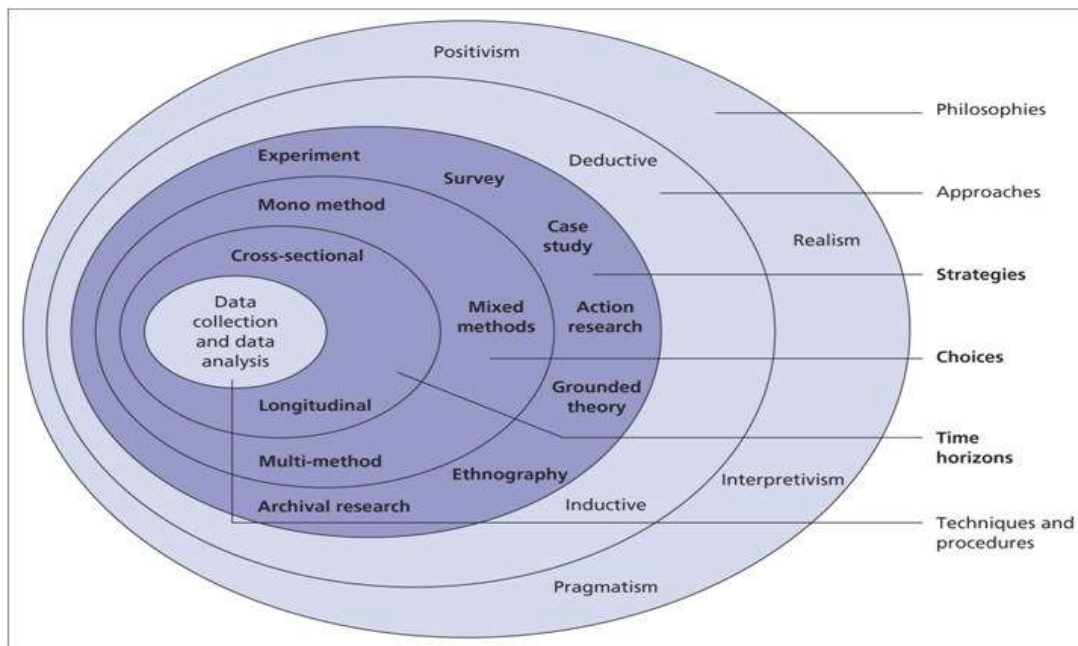 Positivism
Philosophies
Deductive
Approaches
Experiment
Survey
Mono method
Case
study
Realism
Cross-sectional
Strategies
Data
collection
and data
analysis
Mixed
methods
Action
research
Choices
Grounded
theory
Longitudinal
Time
horizons
Multi-method
Ethnography
Interpretivism
Archival research
Inductive
Techniques and
procedures
Pragmatism